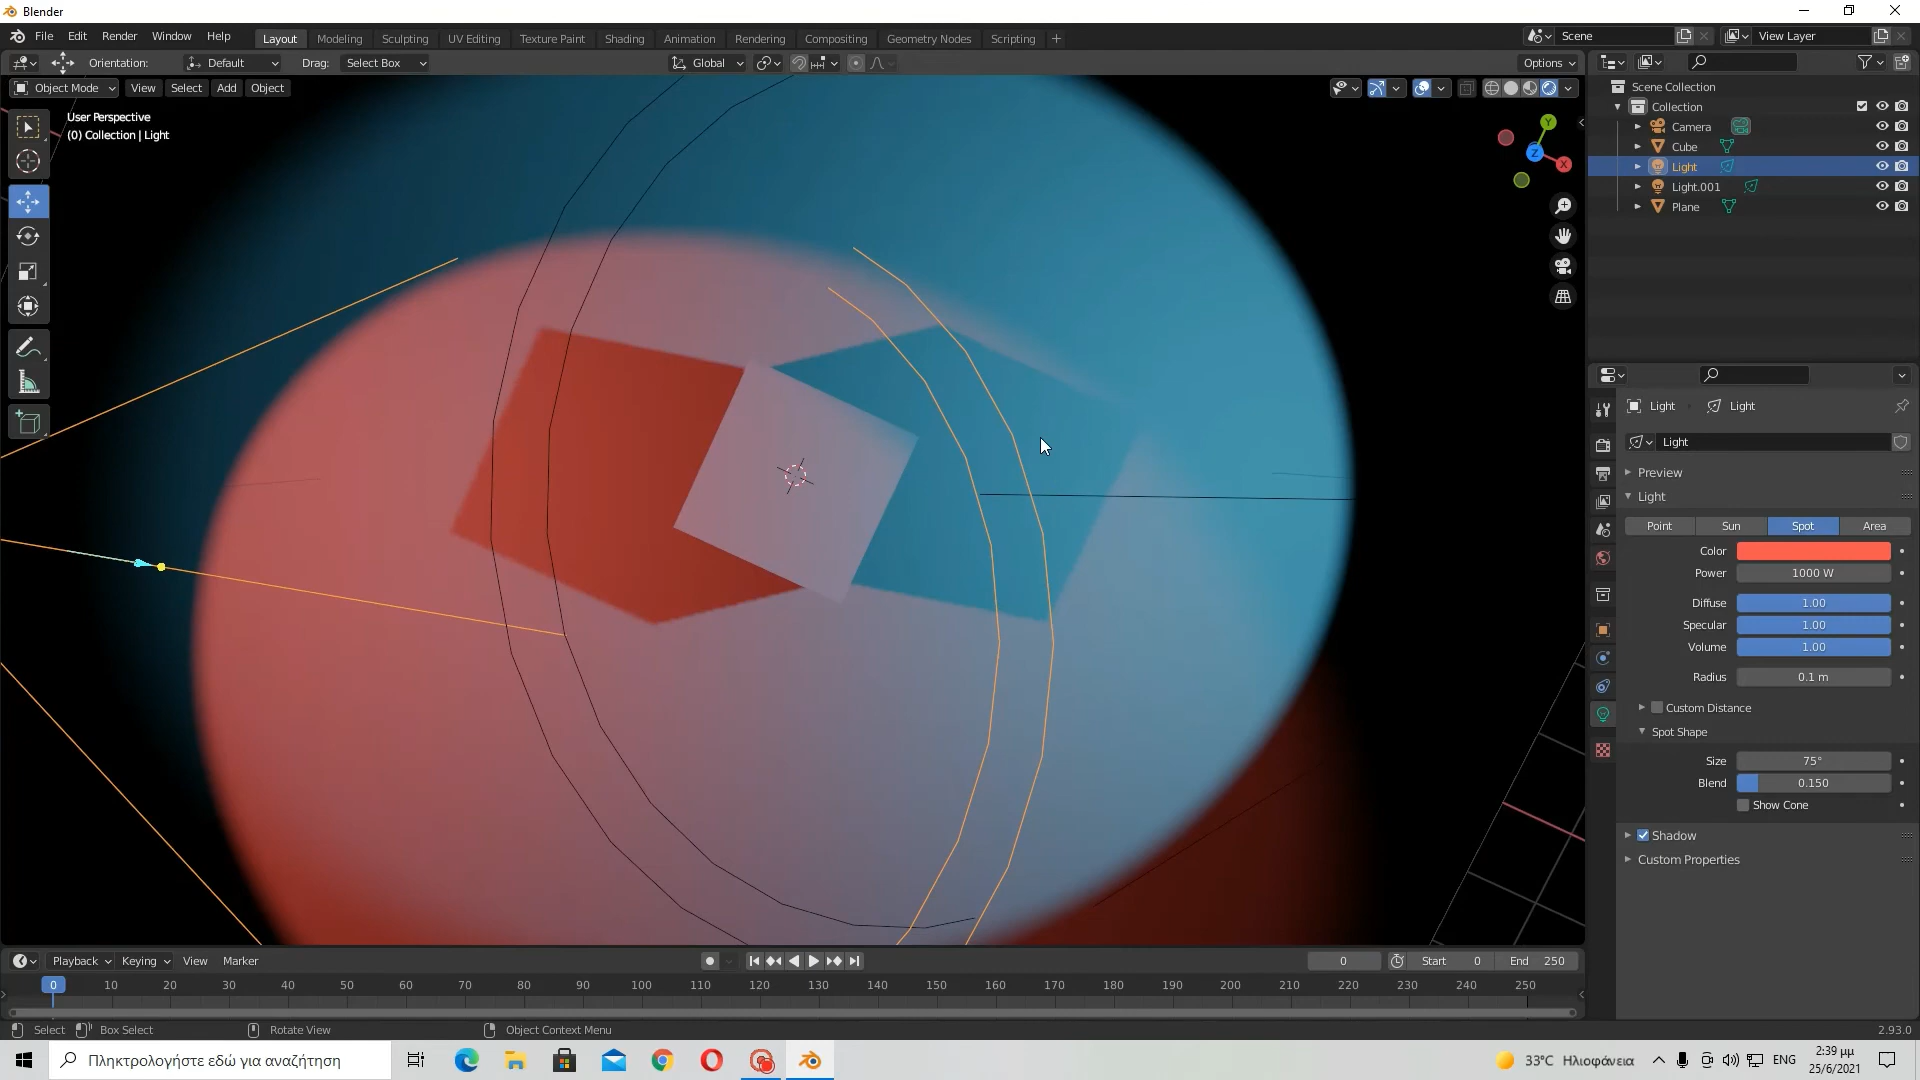 Blender
File Edit Render Window Help Layout Modeling Sculpting UV Editing Texture Paint Shading Animation Rendering Compositing Geometry Nodes Scripting Scene View Layer
Orientation: Default Drag: Select Box Global Options
Object Mode View Select Add Object
User Perspective
(0) Collection | Light
Y
Z
X
Scene Collection
Collection
Camera
Cube
Light
Light.001
Plane
Light Light
Light
Preview
Light
Point Sun Spot Area
Color
Power 1000 W
Diffuse 1.00
Specular 1.00
Volume 1.00
Radius 0.1 m
Custom Distance
Spot Shape
Size 75°
Blend 0.150
Show Cone
Shadow
Custom Properties
Playback Keying View Marker 0 Start 0 End 250
0 10 20 30 40 50 60 70 80 90 100 110 120 130 140 150 160 170 180 190 200 210 220 230 240 250
Select Box Select Rotate View Object Context Menu 2.93.0
Πληκτρολογήστε εδώ για αναζήτηση 33°C Ηλιοφάνεια ENG
2:39 μμ
25/6/2021